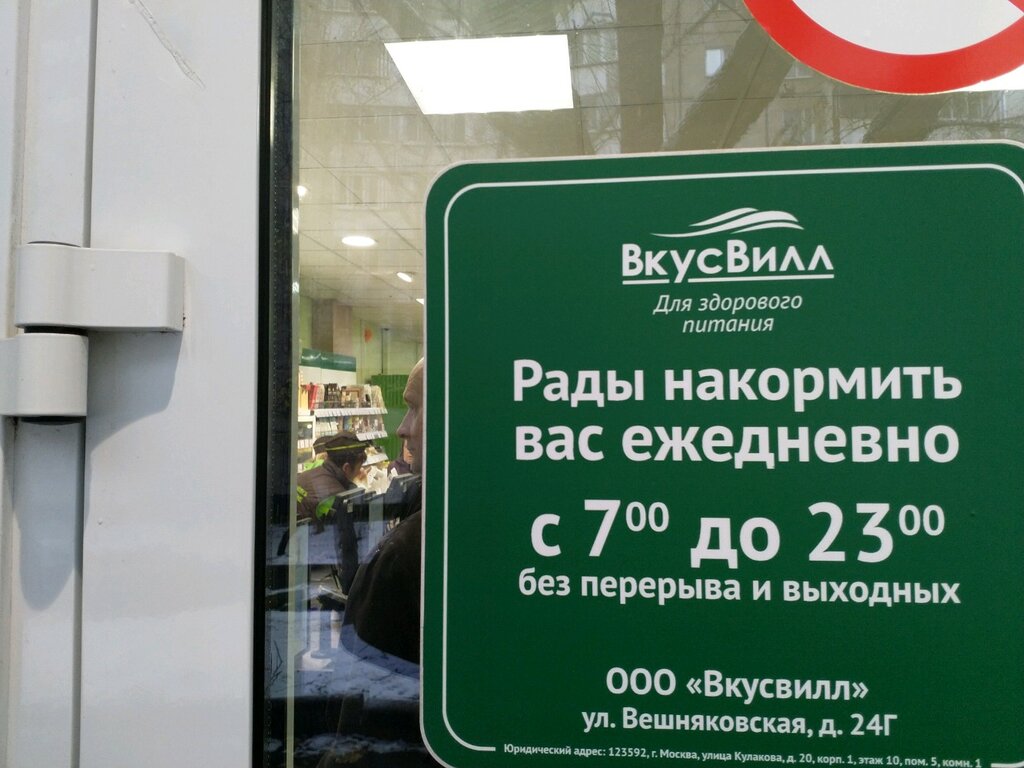 ВкусВилл
Для здорового
питания
Рады накормить
вас ежедневно
с 7⁰⁰ до 23⁰⁰
без перерыва и выходных
ООО «Вкусвилл»
ул. Вешняковская, д. 24Г
Юридический адрес: 123592, г. Москва, улица Кулакова, д. 20, корп. 1, этаж 10, пом. 5, комн. 1